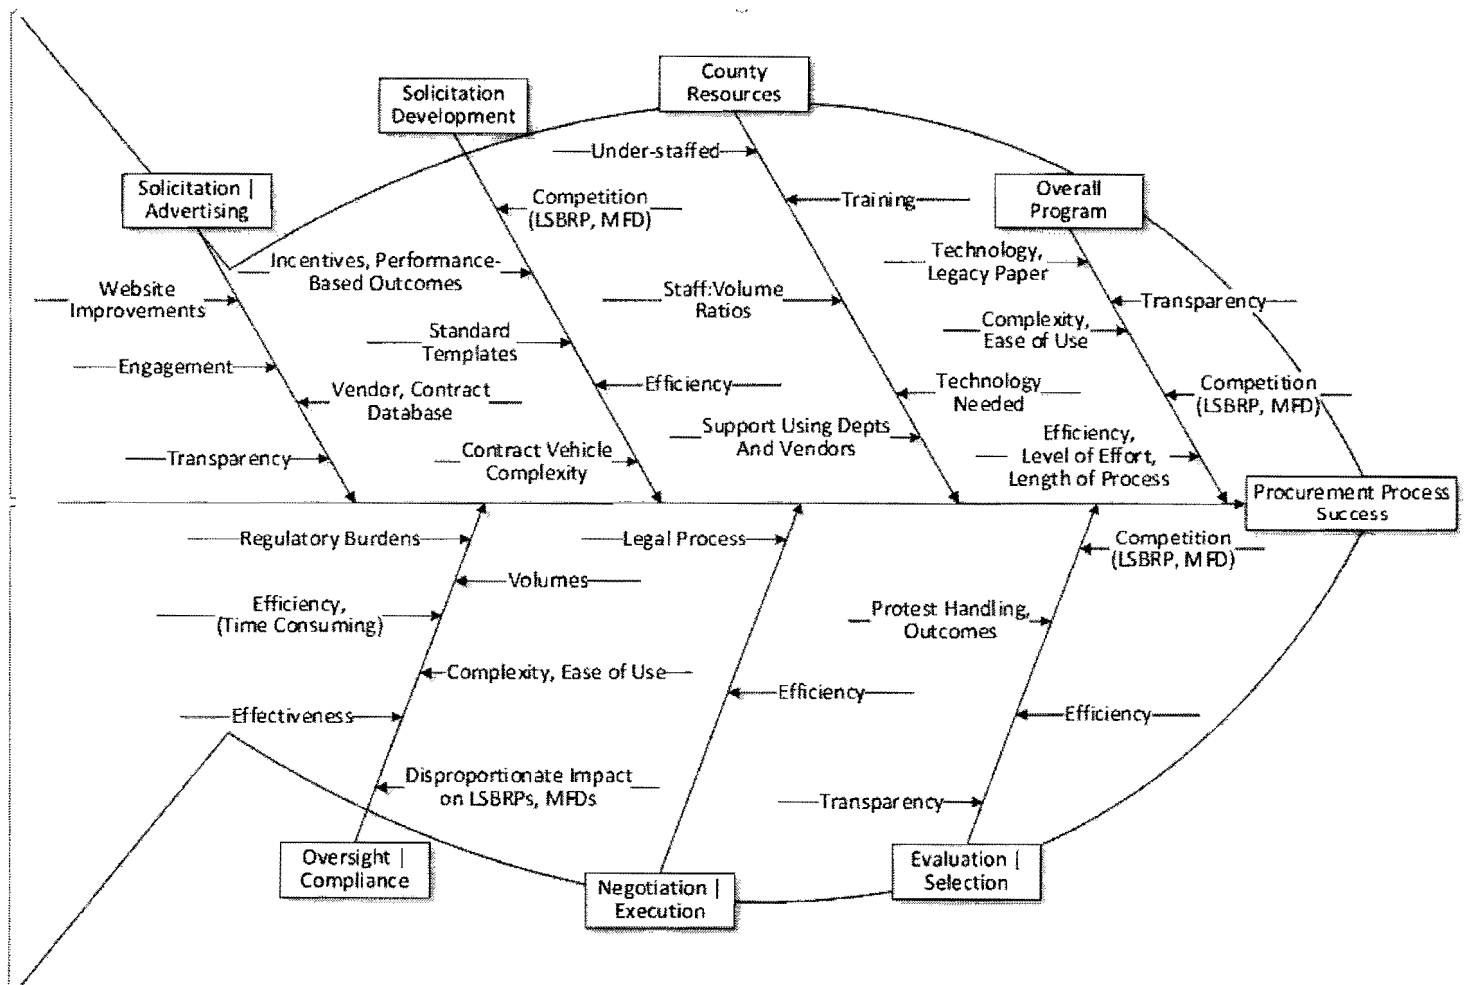 County
Resources
Solicitation
Development
Solicitation |
Advertising
Overall
Program
Under-staffed
Training
Competition
(LSBRP, MFD)
Technology,
Legacy Paper
Incentives, Performance-
Based Outcomes
Website
Improvements
Staff:Volume
Ratios
Transparency
Complexity,
Ease of Use
Standard
Templates
Engagement
Efficiency
Vendor, Contract
Database
Technology
Needed
Competition
(LSBRP, MFD)
Support Using Depts
And Vendors
Efficiency,
Level of Effort,
Length of Process
Transparency
Contract Vehicle
Complexity
Procurement Process
Success
Regulatory Burdens
Legal Process
Competition
(LSBRP, MFD)
Volumes
Efficiency,
(Time Consuming)
Protest Handling,
Outcomes
Complexity, Ease of Use
Efficiency
Effectiveness
Efficiency
Disproportionate Impact
on LSBRPs, MFDs
Transparency
Oversight |
Compliance
Negotiation |
Execution
Evaluation |
Selection